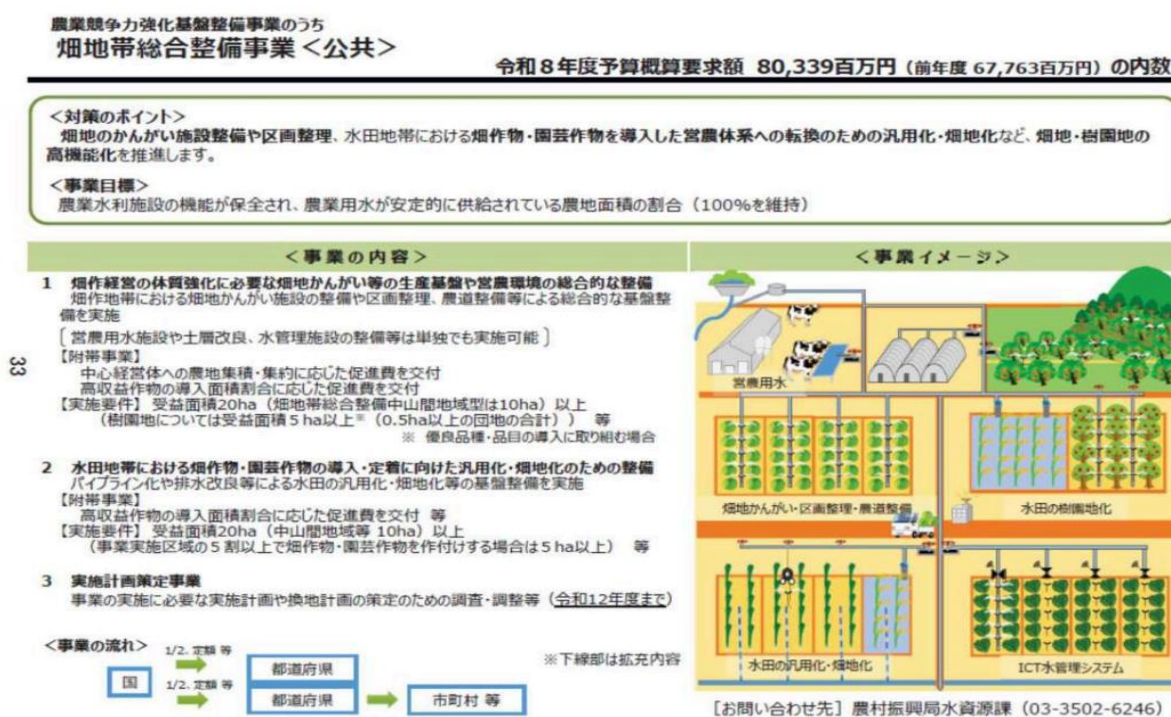 農業競争力強化基盤整備事業のうち
畑地帯総合整備事業＜公共＞
令和８年度予算概算要求額 80,339百万円（前年度 67,763百万円）の内数
＜対策のポイント＞
畑地のかんがい施設整備や区画整理、水田地帯における畑作物・園芸作物を導入した営農体系への転換のための汎用化・畑地化など、畑地・樹園地の
高機能化を推進します。
＜事業目標＞
農業水利施設の機能が保全され、農業用水が安定的に供給されている農地面積の割合（100％を維持）
＜事業の内容＞
1 畑作経営の体質強化に必要な畑地かんがい等の生産基盤や営農環境の総合的な整備
畑作地帯における畑地かんがい施設の整備や区画整理、農道整備等による総合的な基盤整
備を実施
［営農用水施設や土層改良、水管理施設の整備等は単独でも実施可能］
【附帯事業】
中心経営体への農地集積・集約に応じた促進費を交付
高収益作物の導入面積割合に応じた促進費を交付
【実施要件】受益面積20ha（畑地帯総合整備中山間地域型は10ha）以上
（樹園地については受益面積５ha以上※（0.5ha以上の団地の合計））　等
※ 優良品種・品目の導入に取り組む場合
2 水田地帯における畑作物・園芸作物の導入・定着に向けた汎用化・畑地化のための整備
パイプライン化や排水改良等による水田の汎用化・畑地化等の基盤整備を実施
【附帯事業】
高収益作物の導入面積割合に応じた促進費を交付 等
【実施要件】受益面積20ha（中山間地域等 10ha）以上
（事業実施区域の５割以上で畑作物・園芸作物を作付けする場合は５ha以上）　等
3 実施計画策定事業
事業の実施に必要な実施計画や換地計画の策定のための調査・調整等（令和12年度まで）
＜事業の流れ＞
※下線部は拡充内容
国
1/2、定額 等
都道府県
1/2、定額 等
都道府県
市町村 等
＜事業イメージ＞
営農用水
畑地かんがい・区画整理・農道整備
水田の樹園地化
水田の汎用化・畑地化
ICT水管理システム
［お問い合わせ先］農村振興局水資源課（03-3502-6246）
33